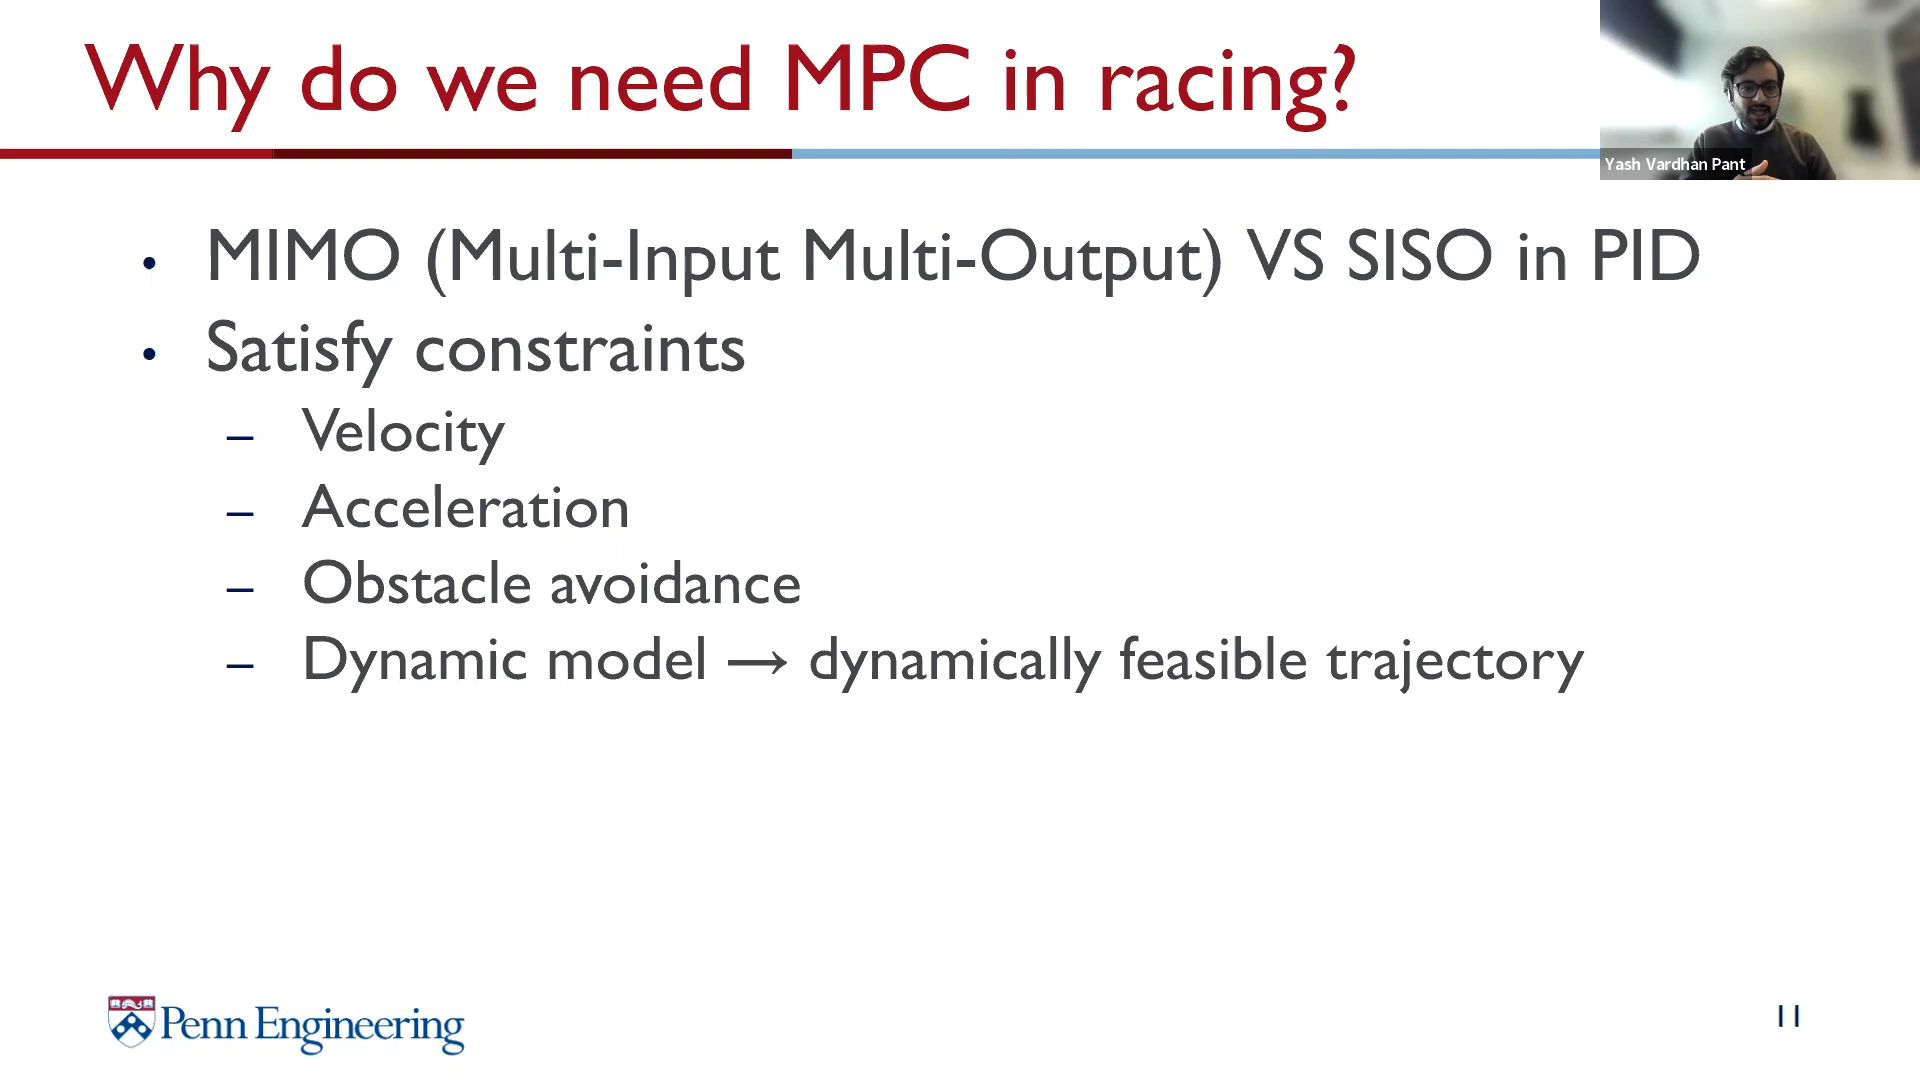 Why do we need MPC in racing?
Yash Vardhan Pant
• MIMO (Multi-Input Multi-Output) VS SISO in PID
• Satisfy constraints
– Velocity
– Acceleration
– Obstacle avoidance
– Dynamic model → dynamically feasible trajectory
Penn Engineering
11